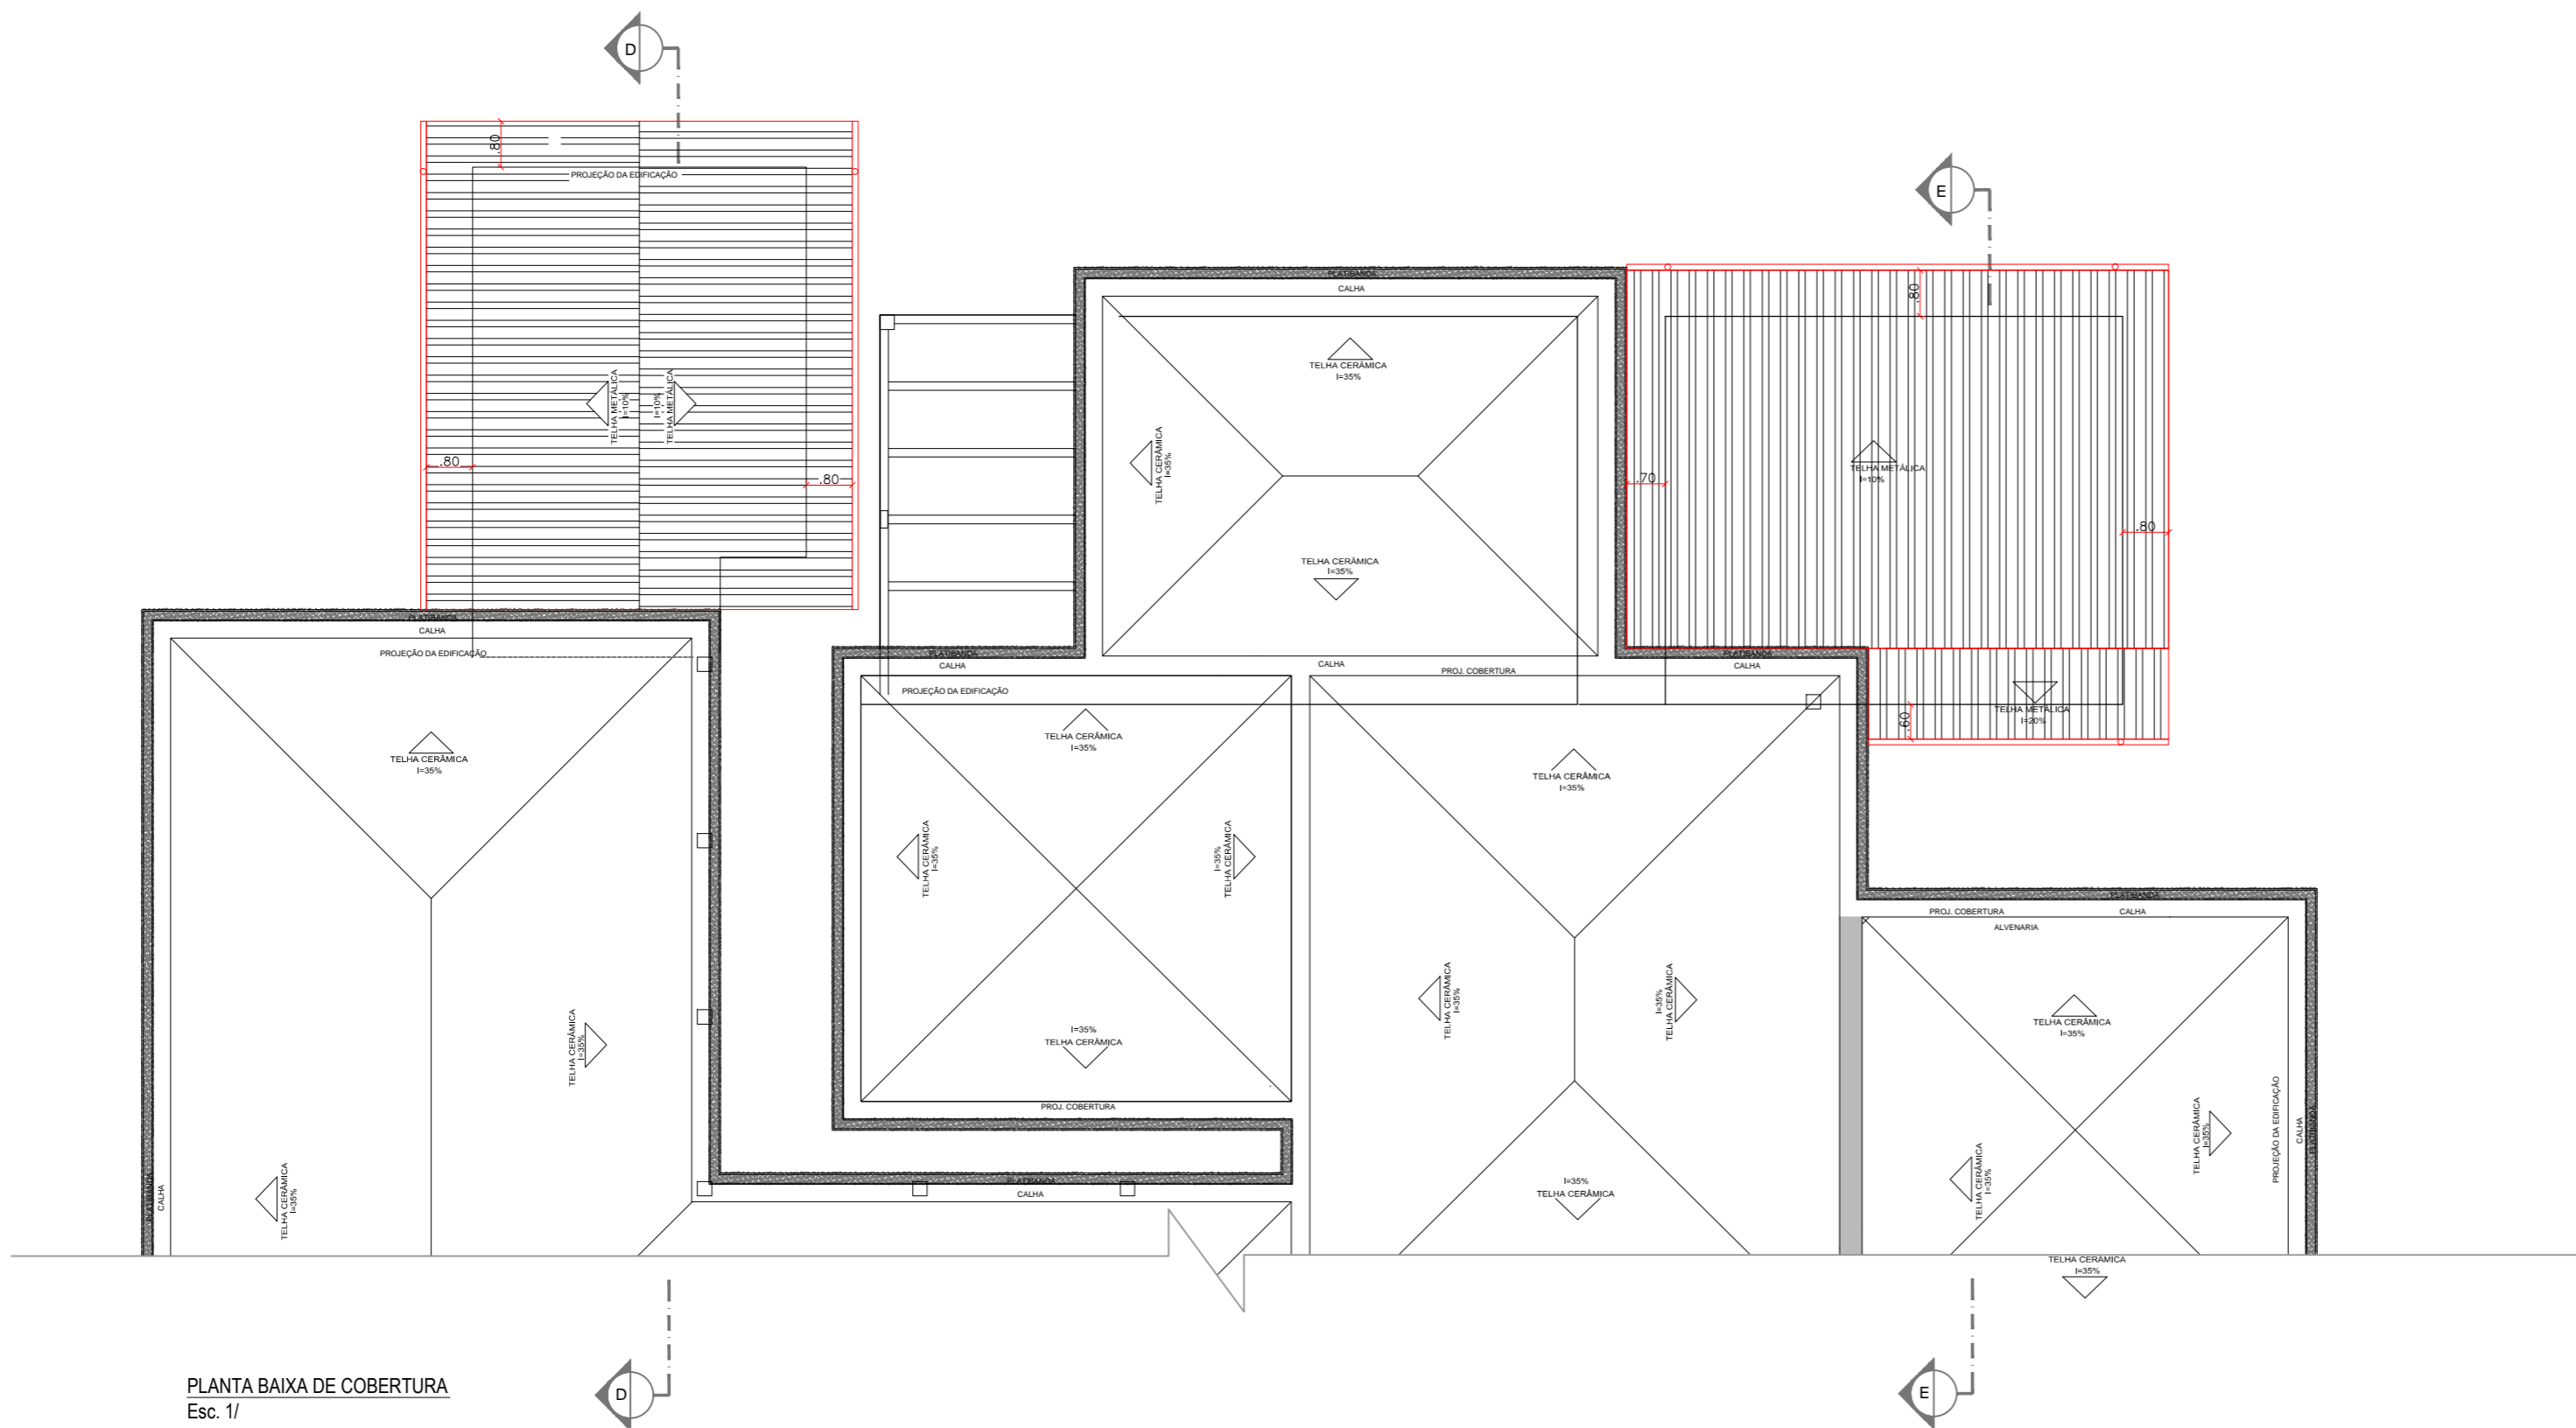 D
.80
PROJEÇÃO DA EDIFICAÇÃO
E
PLATIBANDA
CALHA
.80
TELHA CERÂMICA
I=35%
TELHA METÁLICA
I=10%
I=10%
TELHA METÁLICA
.80
.80
TELHA CERÂMICA
I=35%
.70
TELHA METÁLICA
I=10%
.80
TELHA CERÂMICA
I=35%
PLATIBANDA
CALHA
PROJEÇÃO DA EDIFICAÇÃO
PLATIBANDA
CALHA
CALHA
PROJ. COBERTURA
PLATIBANDA
CALHA
PROJEÇÃO DA EDIFICAÇÃO
TELHA METÁLICA
I=20%
.60
TELHA CERÂMICA
I=35%
TELHA CERÂMICA
I=35%
TELHA CERÂMICA
I=35%
TELHA CERÂMICA
I=35%
I=35%
TELHA CERÂMICA
PLATIBANDA
PROJ. COBERTURA
CALHA
ALVENARIA
TELHA CERÂMICA
I=35%
I=35%
TELHA CERÂMICA
TELHA CERÂMICA
I=35%
I=35%
TELHA CERÂMICA
TELHA CERÂMICA
I=35%
PROJ. COBERTURA
TELHA CERÂMICA
I=35%
PROJEÇÃO DA EDIFICAÇÃO
CALHA
PLATIBANDA
PLATIBANDA
CALHA
TELHA CERÂMICA
I=35%
PLATIBANDA
CALHA
I=35%
TELHA CERÂMICA
TELHA CERÂMICA
I=35%
TELHA CERÂMICA
I=35%
D
E
PLANTA BAIXA DE COBERTURA
Esc. 1/